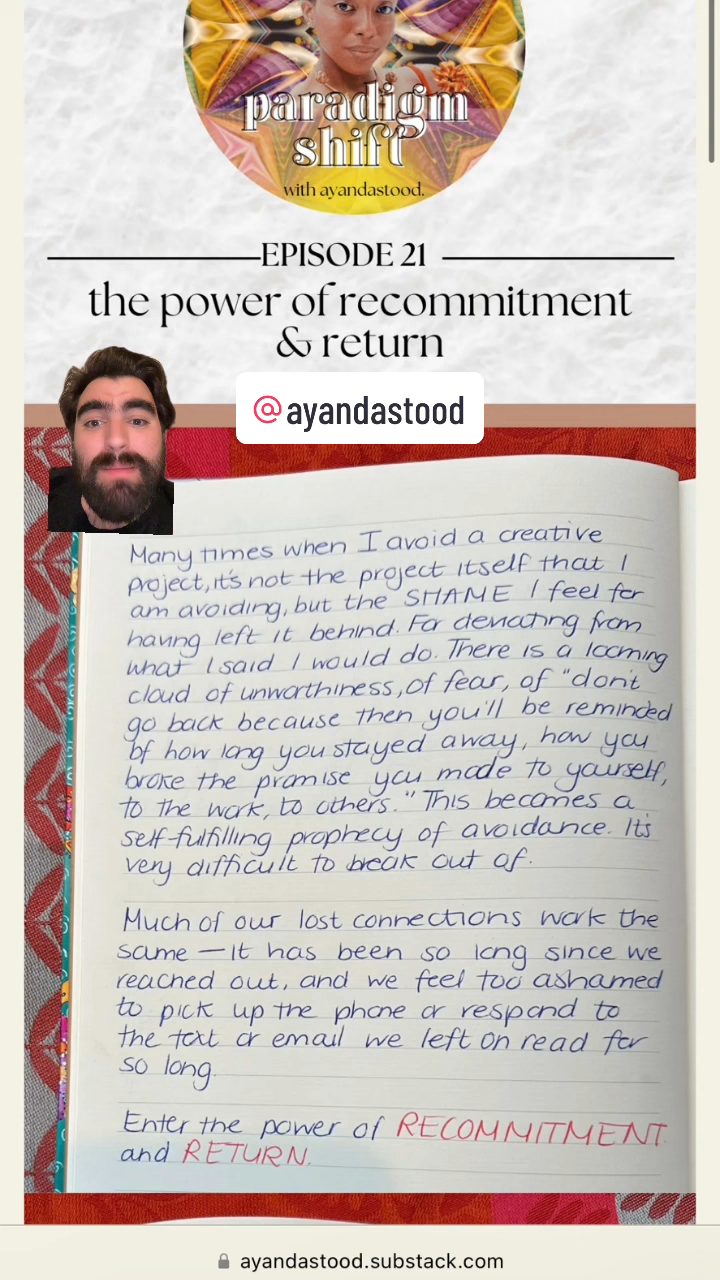 paradigm
shift
with ayandastood.
EPISODE 21
the power of recommitment
& return
@ayandastood
Many times when I avoid a creative
project, it's not the project itself that I
am avoiding, but the SHAME I feel for
having left it behind. For deviating from
what I said I would do. There is a looming
cloud of unworthiness, of fear, of "don't
go back because then you'll be reminded
of how long you stayed away, how you
broke the promise you made to yourself,
to the work, to others." This becomes a
self-fulfilling prophecy of avoidance. It's
very difficult to break out of.
Much of our lost connections work the
same — it has been so long since we
reached out, and we feel too ashamed
to pick up the phone or respond to
the text or email we left on read for
so long.
Enter the power of RECOMMITMENT
and RETURN.
ayandastood.substack.com